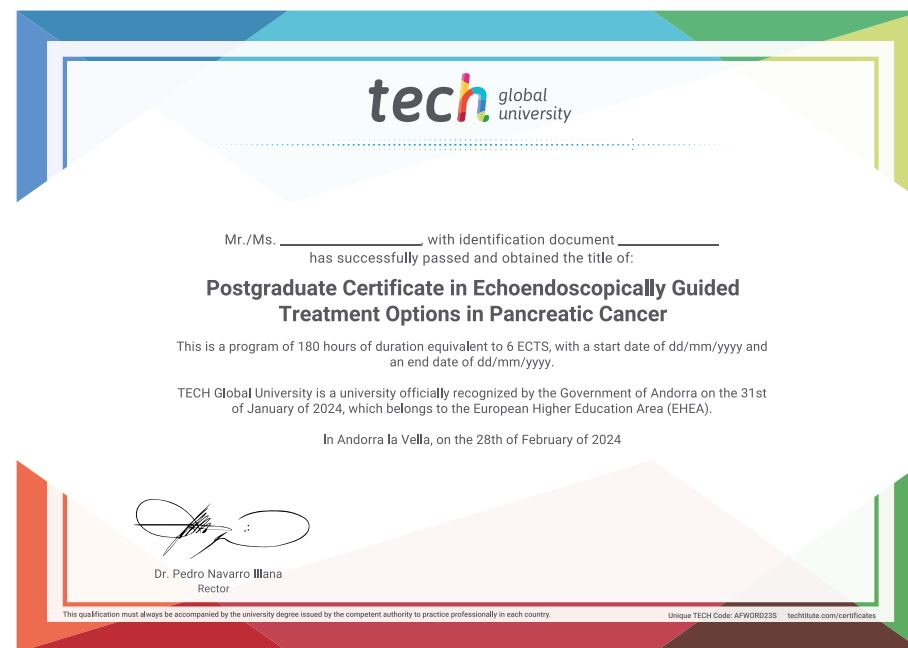 tech global
university
Mr./Ms. ____________________, with identification document ______________
has successfully passed and obtained the title of:
Postgraduate Certificate in Echoendoscopically Guided
Treatment Options in Pancreatic Cancer
This is a program of 180 hours of duration equivalent to 6 ECTS, with a start date of dd/mm/yyyy and
an end date of dd/mm/yyyy.
TECH Global University is a university officially recognized by the Government of Andorra on the 31st
of January of 2024, which belongs to the European Higher Education Area (EHEA).
In Andorra la Vella, on the 28th of February of 2024
Dr. Pedro Navarro Illana
Rector
This qualification must always be accompanied by the university degree issued by the competent authority to practice professionally in each country.
Unique TECH Code: AFWORD23S techtitute.com/certificates